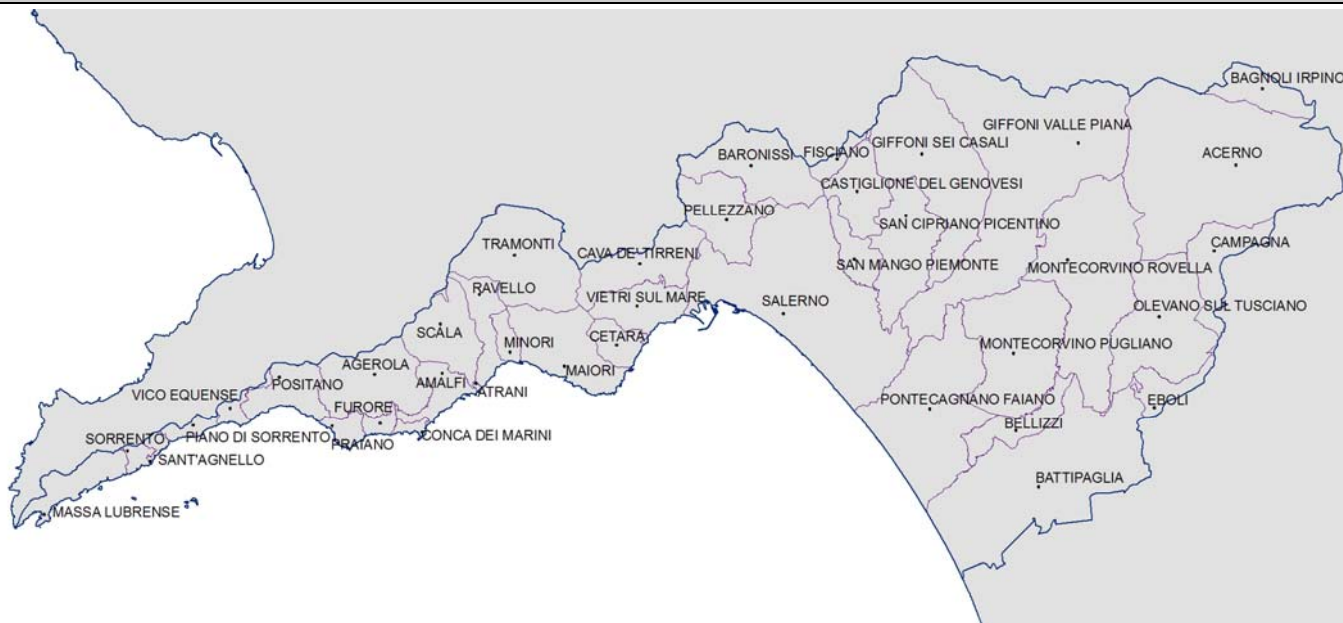 BAGNOLI IRPINO
GIFFONI VALLE PIANA
GIFFONI SEI CASALI
FISCIANO
BARONISSI
ACERNO
CASTIGLIONE DEL GENOVESI
PELLEZZANO
SAN CIPRIANO PICENTINO
TRAMONTI
CAVA DE' TIRRENI
CAMPAGNA
SAN MANGO PIEMONTE
MONTECORVINO ROVELLA
RAVELLO
VIETRI SUL MARE
SALERNO
OLEVANO SUL TUSCIANO
SCALA
MINORI
CETARA
MONTECORVINO PUGLIANO
AGEROLA
MAIORI
POSITANO
AMALFI
ATRANI
VICO EQUENSE
FURORE
PONTECAGNANO FAIANO
EBOLI
SORRENTO
PIANO DI SORRENTO
PRAIANO
CONCA DEI MARINI
BELLIZZI
SANT'AGNELLO
BATTIPAGLIA
MASSA LUBRENSE